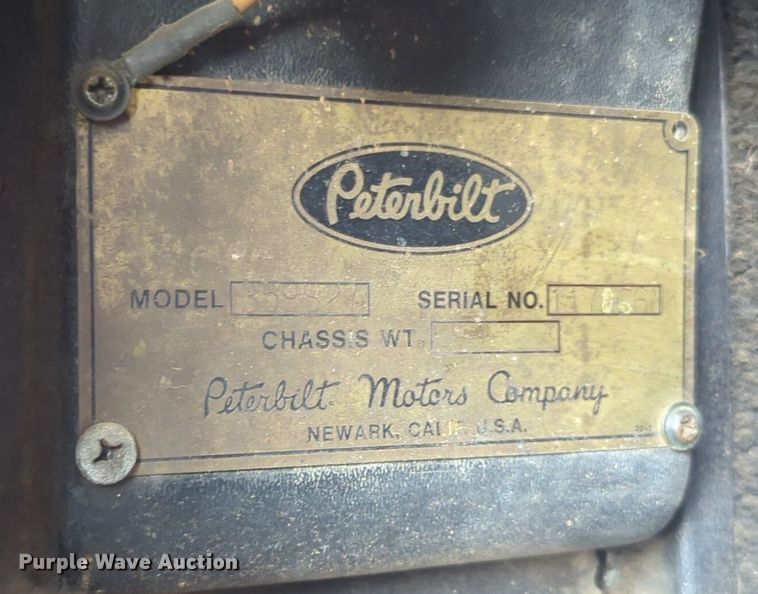 Peterbilt
MODEL SERIAL NO.
CHASSIS WT.
Peterbilt Motors Company
NEWARK, CALIF. U.S.A.
Purple Wave Auction